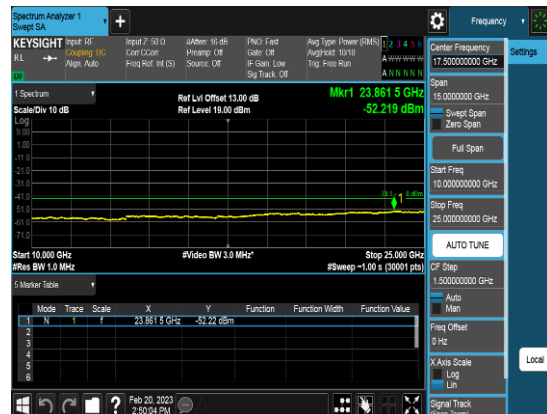 Spectrum Analyzer 1
Swept SA
Frequency
KEYSIGHT
RL
Input: RF
Coupling: DC
Align: Auto
Input Z: 50 Ω
Corr CCorr
Freq Ref: Int (S)
#Atten: 16 dB
Preamp: Off
Source: Off
PNO: Fast
Gate: Off
IF Gain: Low
Sig Track: Off
Avg Type: Power (RMS)
Avg|Hold: 10/10
Trig: Free Run
1 2 3 4 5 6
A W W W W W
A N N N N N
Center Frequency
17.500000000 GHz
Settings
Span
15.0000000 GHz
Swept Span
Zero Span
Full Span
Start Freq
10.000000000 GHz
Stop Freq
25.000000000 GHz
AUTO TUNE
CF Step
1.500000000 GHz
Auto
Man
Freq Offset
0 Hz
X Axis Scale
Log
Lin
Local
Signal Track
1 Spectrum
Scale/Div 10 dB
Log
Ref Lvl Offset 13.00 dB
Ref Level 19.00 dBm
Mkr1 23.861 5 GHz
-52.219 dBm
9.00
-1.00
-11.0
-21.0
-31.0
-41.0
-51.0
-61.0
-71.0
1
Start 10.000 GHz
#Res BW 1.0 MHz
#Video BW 3.0 MHz*
Stop 25.000 GHz
#Sweep ~1.00 s (30001 pts)
5 Marker Table
Mode Trace Scale X Y Function Function Width Function Value
1 N 1 f 23.861 5 GHz -52.22 dBm
2
3
4
5
6
?
Feb 20, 2023
2:50:04 PM